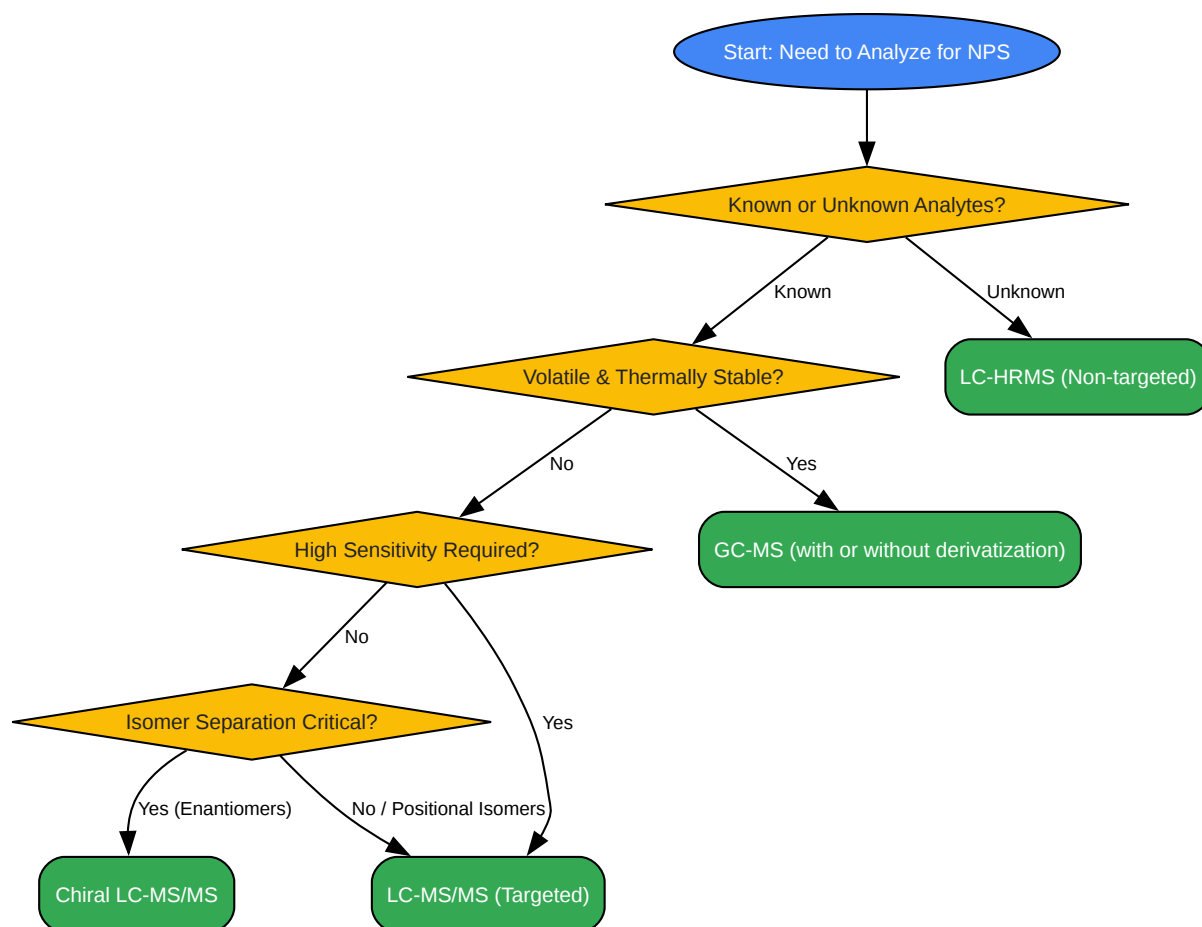 Start: Need to Analyze for NPS
Known or Unknown Analytes?
Known
Unknown
Volatile & Thermally Stable?
LC-HRMS (Non-targeted)
No
Yes
High Sensitivity Required?
GC-MS (with or without derivatization)
No
Isomer Separation Critical?
Yes
Yes (Enantiomers)
No / Positional Isomers
Chiral LC-MS/MS
LC-MS/MS (Targeted)